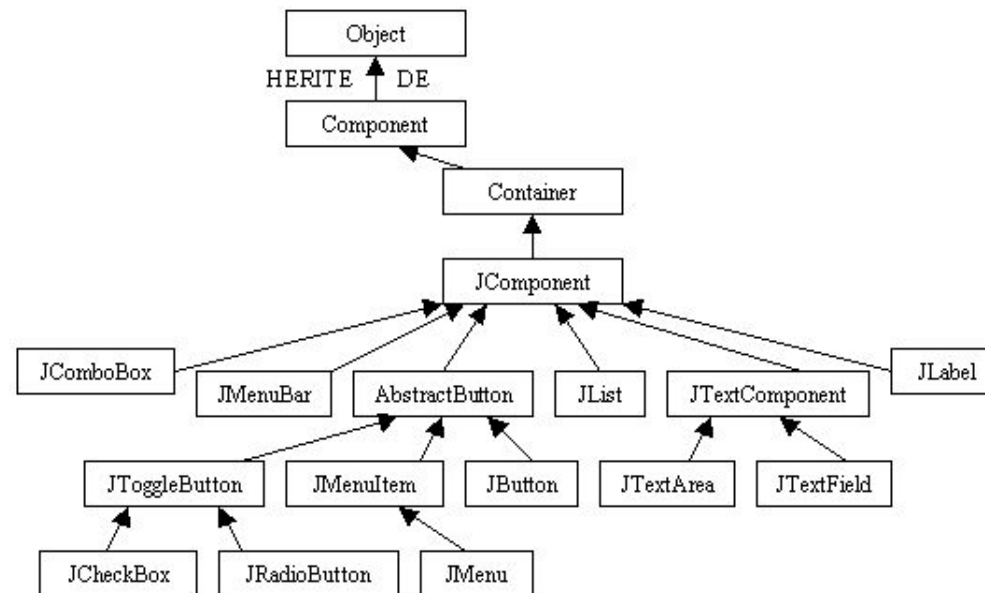 Object
HERITE DE
Component
Container
JComponent
JComboBox
JMenuBar
AbstractButton
JList
JTextComponent
JLabel
JToggleButton
JMenuItem
JButton
JTextArea
JTextField
JCheckBox
JRadioButton
JMenu